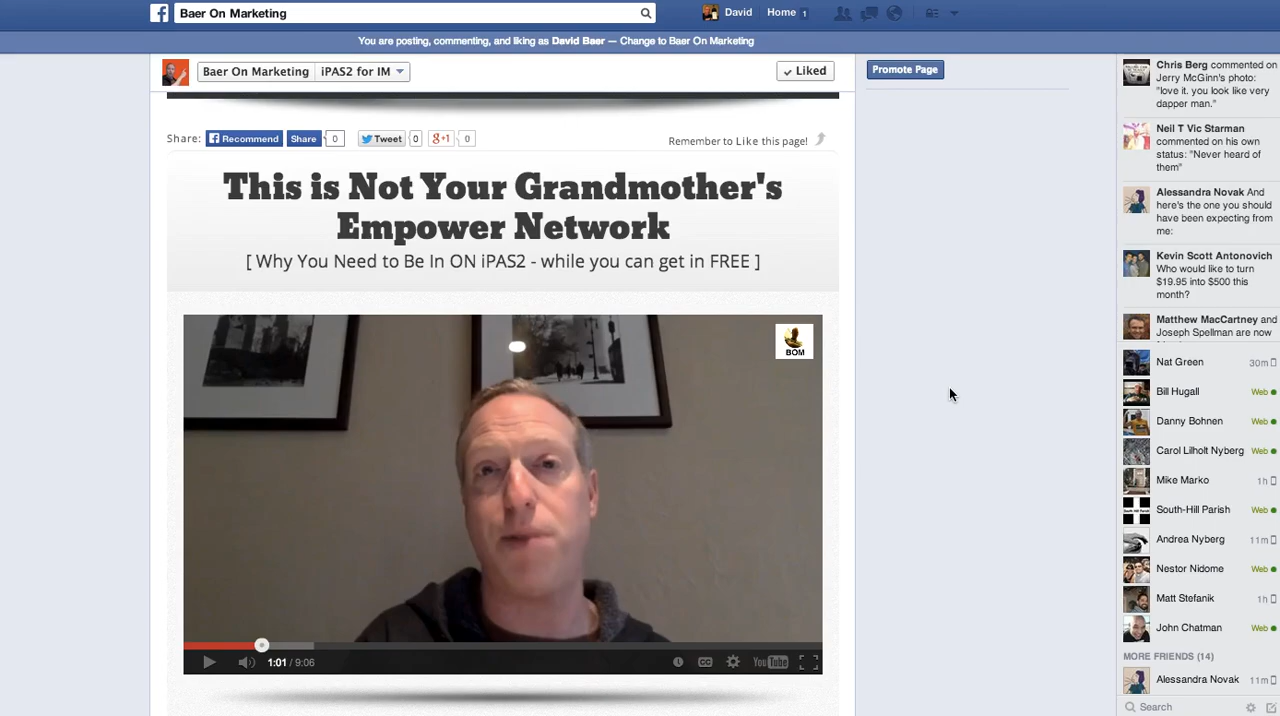 Baer On Marketing
David
Home 1
You are posting, commenting, and liking as David Baer — Change to Baer On Marketing
Baer On Marketing
iPAS2 for IM
Liked
Promote Page
Share:
Recommend
Share
0
Tweet
0
g+1
0
Remember to Like this page!
This is Not Your Grandmother's
Empower Network
[ Why You Need to Be In ON iPAS2 - while you can get in FREE ]
BOM
1:01 / 9:06
CC
YouTube
Chris Berg commented on
Jerry McGinn's photo:
"love it. you look like very
dapper man."
Neil T Vic Starman
commented on his own
status: "Never heard of
them"
Alessandra Novak And
here's the one you should
have been expecting from
me:
Kevin Scott Antonovich
Who would like to turn
$19.95 into $500 this
month?
Matthew MacCartney and
Joseph Spellman are now
Nat Green 30m
Bill Hugall Web
Danny Bohnen Web
Carol Lilholt Nyberg Web
Mike Marko 1h
South-Hill Parish Web
Andrea Nyberg 11m
Nestor Nidome Web
Matt Stefanik 1h
John Chatman Web
MORE FRIENDS (14)
Alessandra Novak 11m
Search